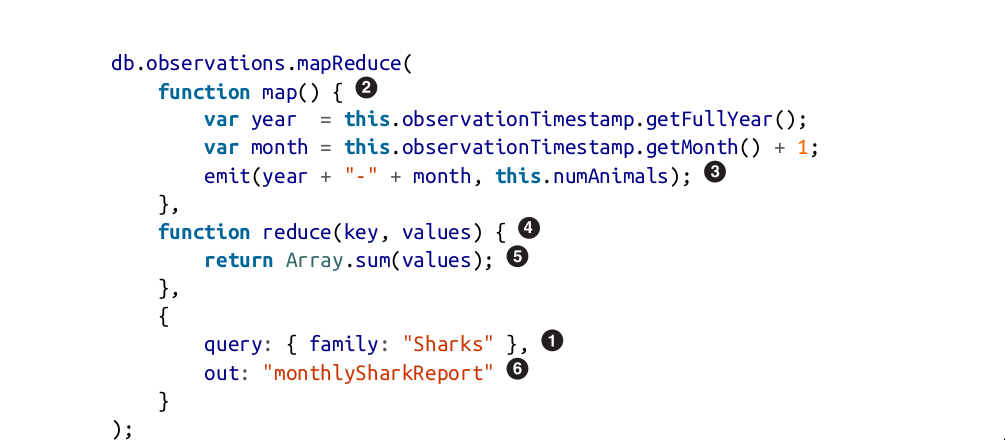 db.observations.mapReduce(
    function map() { ❷
        var year  = this.observationTimestamp.getFullYear();
        var month = this.observationTimestamp.getMonth() + 1;
        emit(year + "-" + month, this.numAnimals); ❸
    },
    function reduce(key, values) { ❹
        return Array.sum(values); ❺
    },
    {
        query: { family: "Sharks" }, ❶
        out: "monthlySharkReport" ❻
    }
);